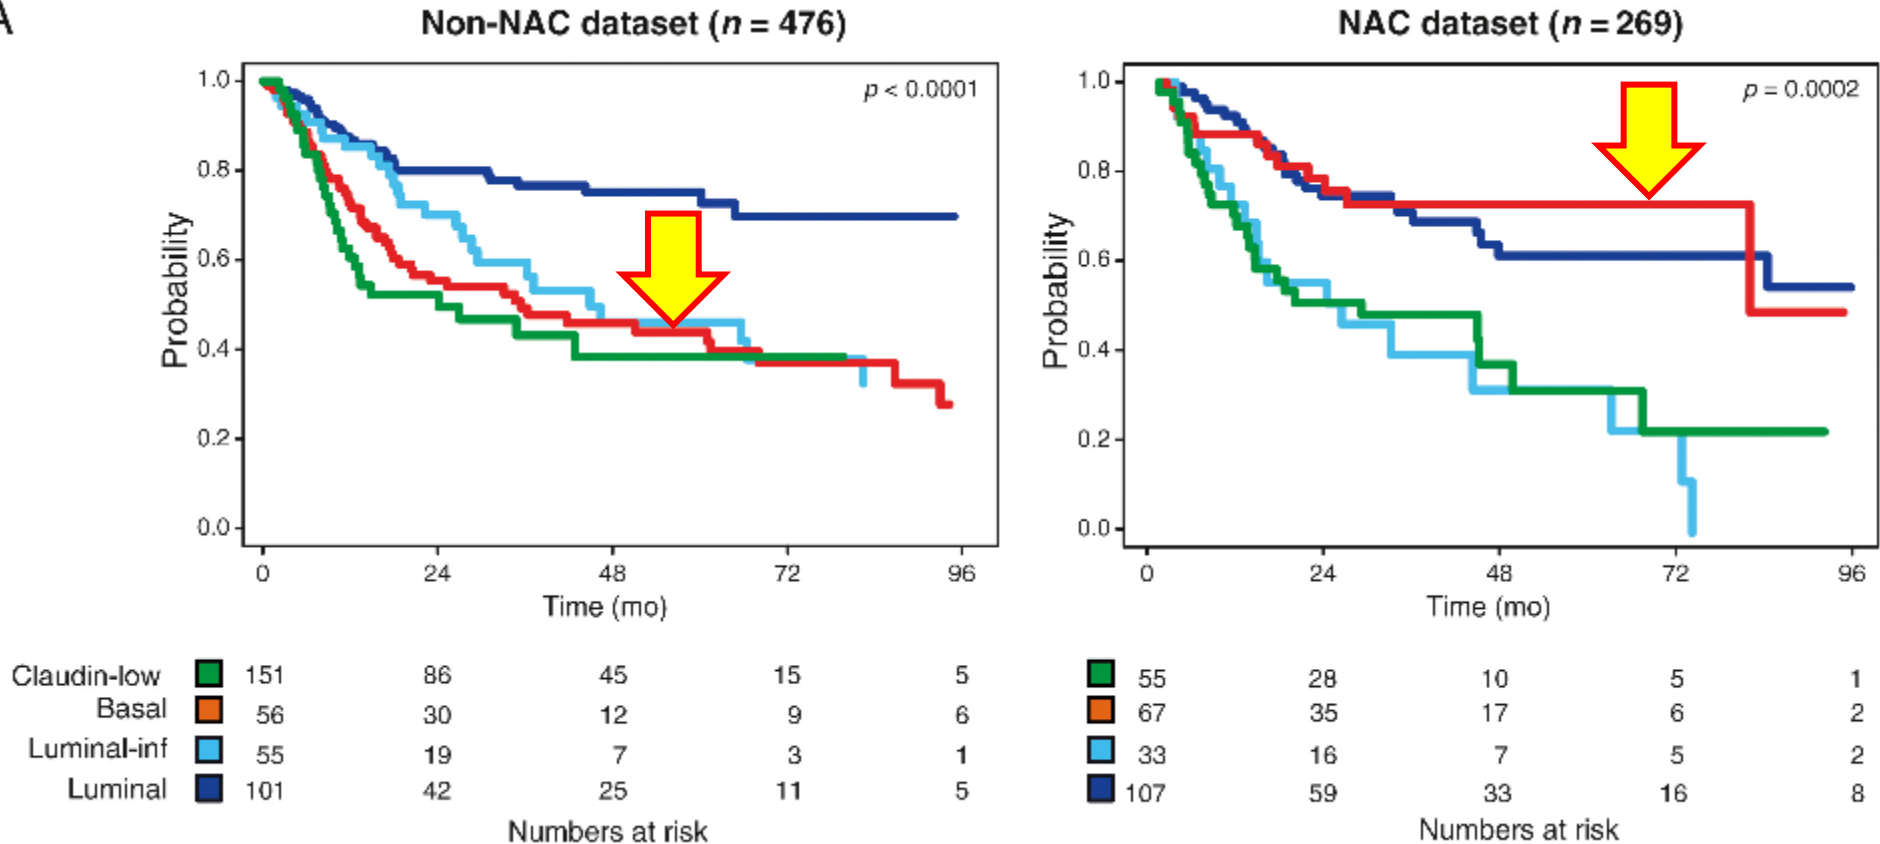 A
Non-NAC dataset (n = 476)
p < 0.0001
1.0
0.8
0.6
0.4
0.2
0.0
Probability
0 24 48 72 96
Time (mo)
NAC dataset (n = 269)
p = 0.0002
1.0
0.8
0.6
0.4
0.2
0.0
Probability
0 24 48 72 96
Time (mo)
Claudin-low 151 86 45 15 5 55 28 10 5 1
Basal 56 30 12 9 6 67 35 17 6 2
Luminal-inf 55 19 7 3 1 33 16 7 5 2
Luminal 101 42 25 11 5 107 59 33 16 8
Numbers at risk Numbers at risk